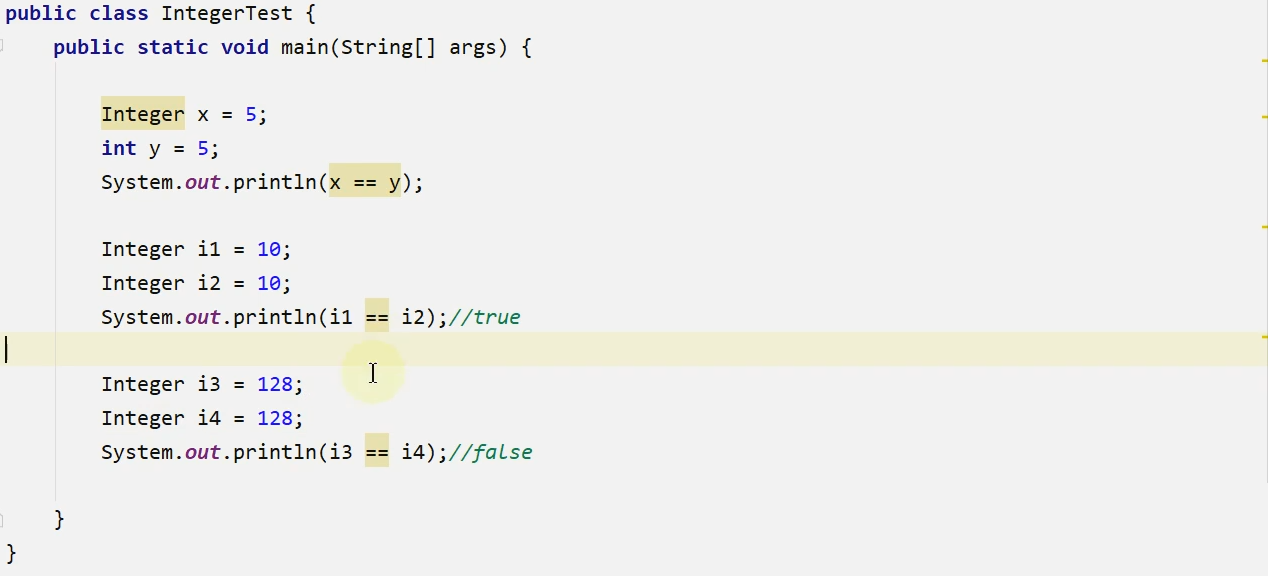 public class IntegerTest {
    public static void main(String[] args) {
        Integer x = 5;
        int y = 5;
        System.out.println(x == y);
        Integer i1 = 10;
        Integer i2 = 10;
        System.out.println(i1 == i2);//true
        Integer i3 = 128;
        Integer i4 = 128;
        System.out.println(i3 == i4);//false
    }
}